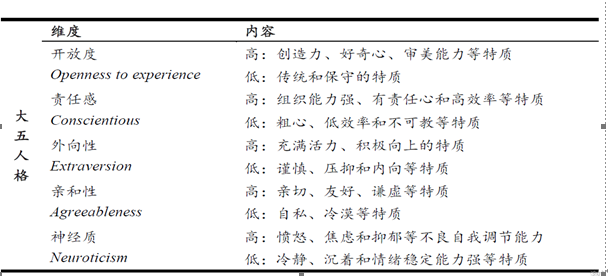 维度 内容
开放度 高：创造力、好奇心、审美能力等特质
Openness to experience 低：传统和保守的特质
责任感 高：组织能力强、有责任心和高效率等特质
Conscientious 低：粗心、低效率和不可教等特质
外向性 高：充满活力、积极向上的特质
Extraversion 低：谨慎、压抑和内向等特质
亲和性 高：亲切、友好、谦虚等特质
Agreeableness 低：自私、冷漠等特质
神经质 高：愤怒、焦虑和抑郁等不良自我调节能力
Neuroticism 低：冷静、沉着和情绪稳定能力强等特质
大五人格